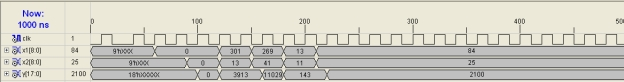 Now:
1000 ns
0 100 200 300 400 500
clk 1
x1[8:0] 84 9'hXXX 0 301 269 13 84
x2[8:0] 25 9'hXXX 0 13 41 11 25
y[17:0] 2100 18'hXXXXX 0 3913 11029 143 2100